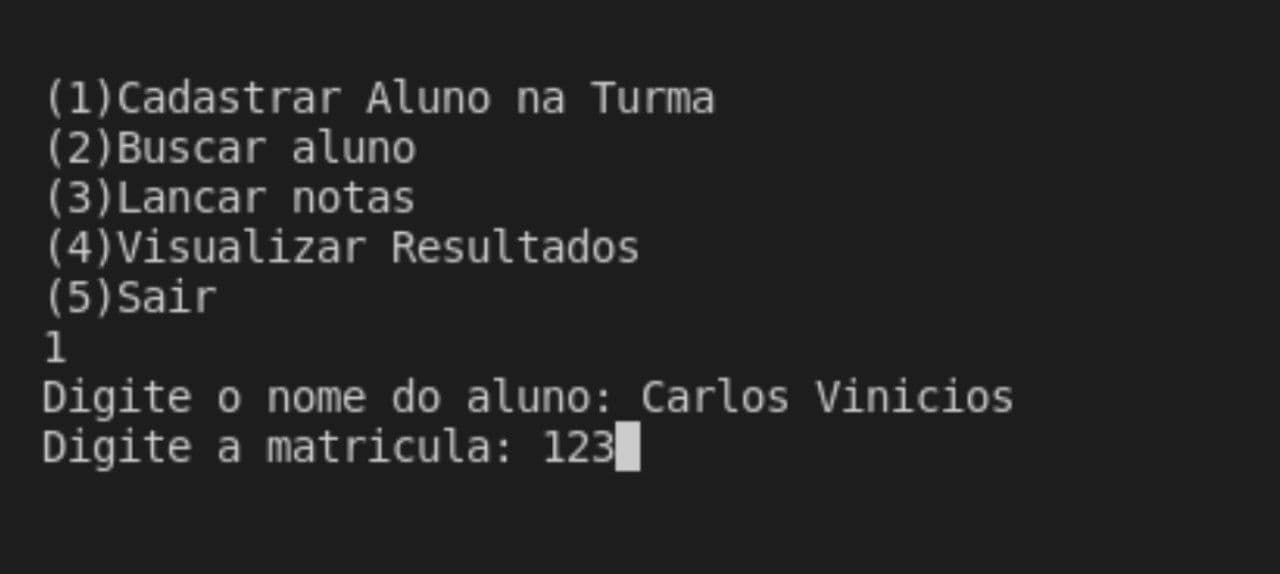 (1)Cadastrar Aluno na Turma
(2)Buscar aluno
(3)Lancar notas
(4)Visualizar Resultados
(5)Sair
1
Digite o nome do aluno: Carlos Vinicios
Digite a matricula: 123